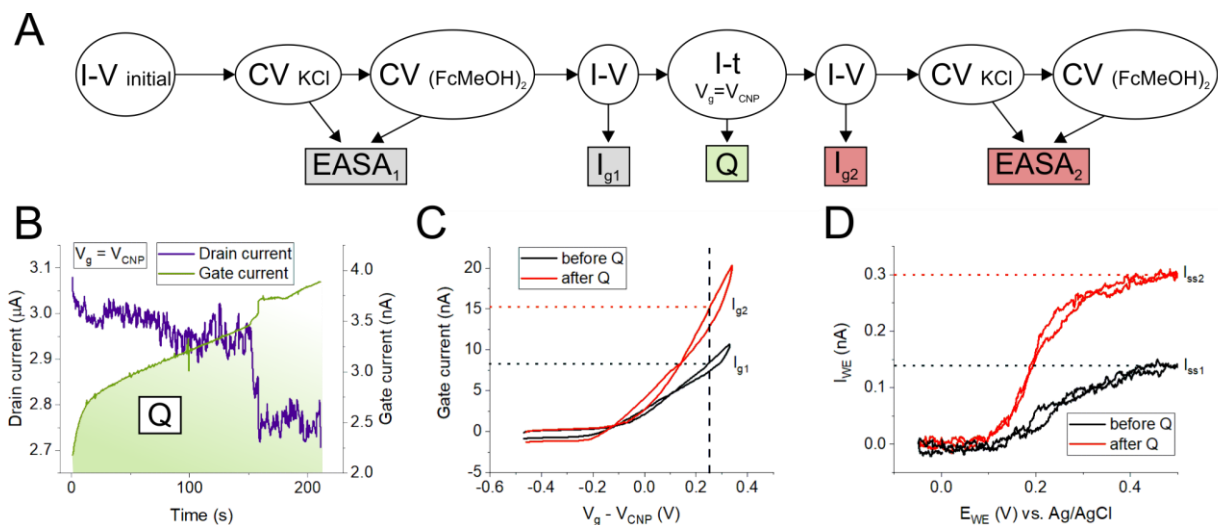 A
I-V initial
CV KCl
CV (FcMeOH)2
I-V
I-t
Vg=VCNP
I-V
CV KCl
CV (FcMeOH)2
EASA1
Ig1
Q
Ig2
EASA2
B
Vg = VCNP
Drain current
Gate current
3.1
3.0
2.9
2.8
2.7
Drain current (µA)
4.0
3.5
3.0
2.5
2.0
Gate current (nA)
Q
0
100
200
Time (s)
C
before Q
after Q
25
20
15
10
5
0
−5
Gate current (nA)
Ig2
Ig1
-0.6
-0.4
-0.2
0.0
0.2
0.4
0.6
Vg - VCNP (V)
D
0.3
0.2
0.1
0.0
IWE (nA)
Iss2
Iss1
before Q
after Q
0.0
0.2
0.4
EWE (V) vs. Ag/AgCl